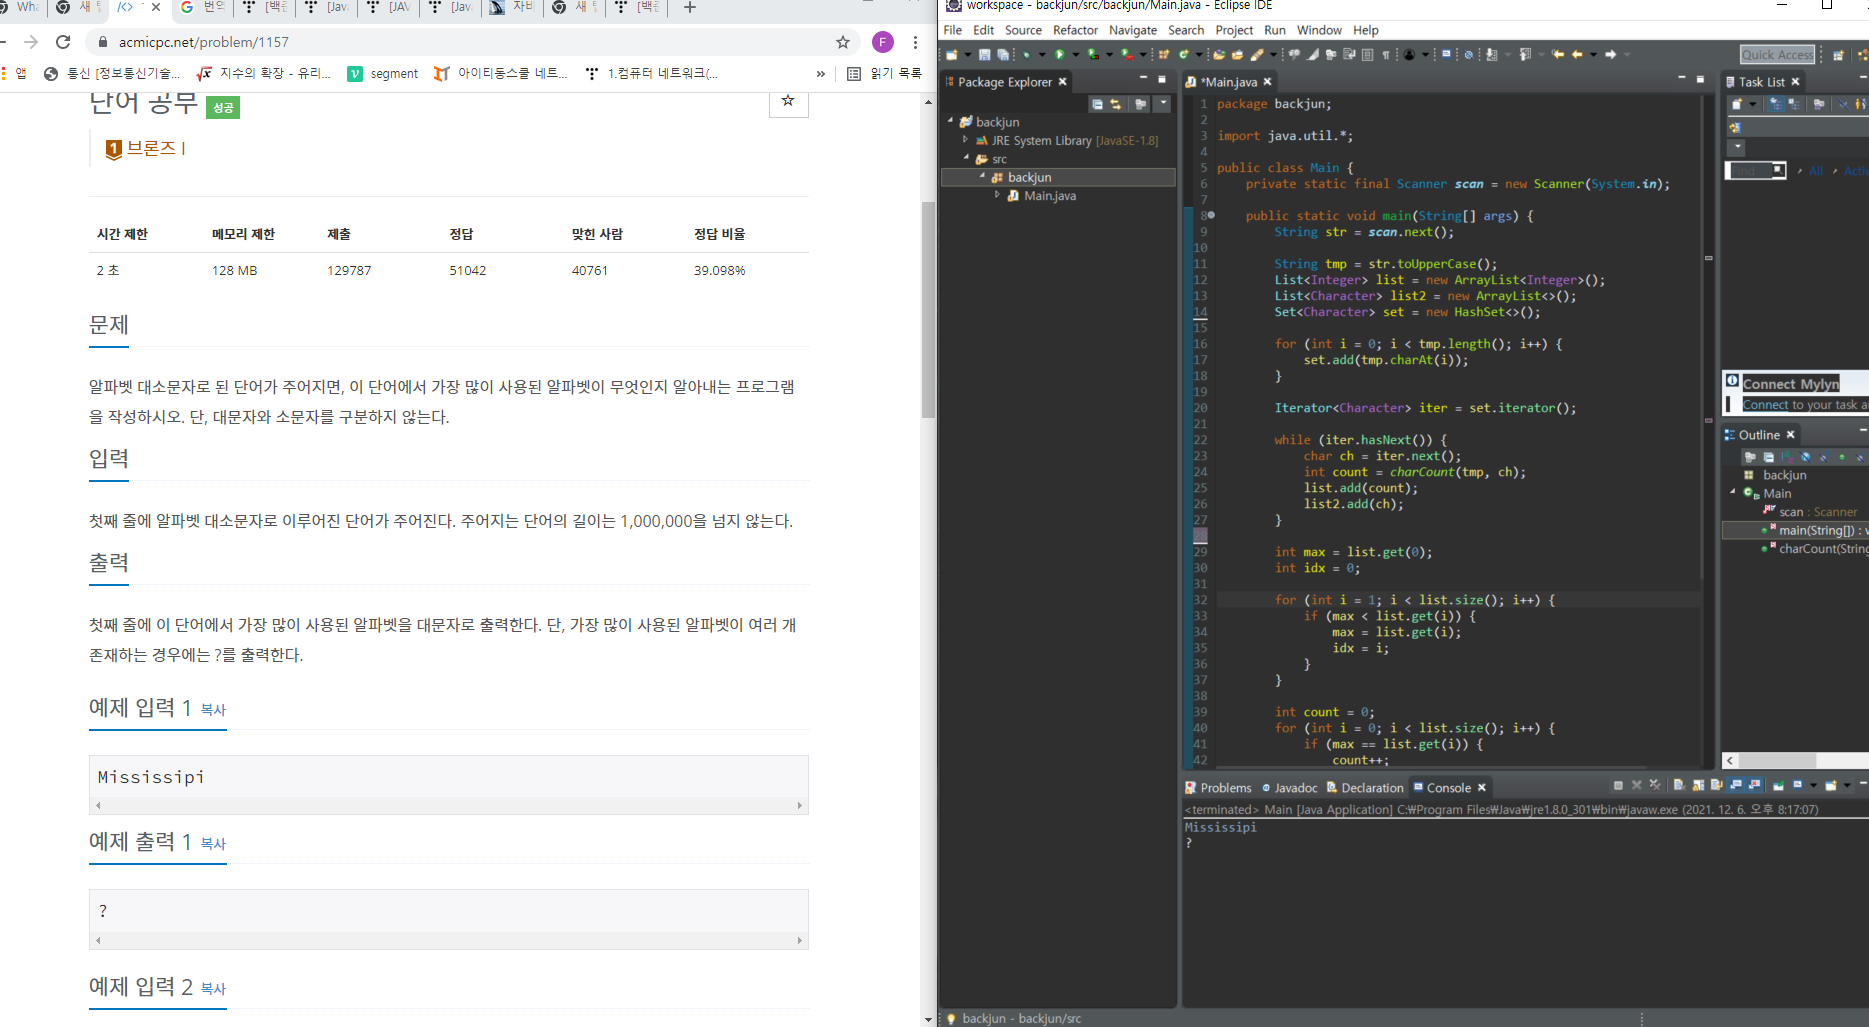 Wha
새 탭
번역
[백준
[Java
[JAV
[Java
자바
새 탭
[백준
acmicpc.net/problem/1157
F
앱
통신 [정보통신기술...
지수의 확장 - 유리...
segment
아이티동스쿨 네트...
1.컴퓨터 네트워크(...
»
읽기 목록
단어 공부 성공
1 브론즈 I
시간 제한 메모리 제한 제출 정답 맞힌 사람 정답 비율
2 초 128 MB 129787 51042 40761 39.098%
문제
알파벳 대소문자로 된 단어가 주어지면, 이 단어에서 가장 많이 사용된 알파벳이 무엇인지 알아내는 프로그램
을 작성하시오. 단, 대문자와 소문자를 구분하지 않는다.
입력
첫째 줄에 알파벳 대소문자로 이루어진 단어가 주어진다. 주어지는 단어의 길이는 1,000,000을 넘지 않는다.
출력
첫째 줄에 이 단어에서 가장 많이 사용된 알파벳을 대문자로 출력한다. 단, 가장 많이 사용된 알파벳이 여러 개
존재하는 경우에는 ?를 출력한다.
예제 입력 1 복사
Mississipi
예제 출력 1 복사
?
예제 입력 2 복사
workspace - backjun/src/backjun/Main.java - Eclipse IDE
File Edit Source Refactor Navigate Search Project Run Window Help
Quick Access
Package Explorer
backjun
JRE System Library [JavaSE-1.8]
src
backjun
Main.java
*Main.java
1 package backjun;
2
3 import java.util.*;
4
5 public class Main {
6 private static final Scanner scan = new Scanner(System.in);
7
8 public static void main(String[] args) {
9 String str = scan.next();
10
11 String tmp = str.toUpperCase();
12 List<Integer> list = new ArrayList<Integer>();
13 List<Character> list2 = new ArrayList<>();
14 Set<Character> set = new HashSet<>();
15
16 for (int i = 0; i < tmp.length(); i++) {
17 set.add(tmp.charAt(i));
18 }
19
20 Iterator<Character> iter = set.iterator();
21
22 while (iter.hasNext()) {
23 char ch = iter.next();
24 int count = charCount(tmp, ch);
25 list.add(count);
26 list2.add(ch);
27 }
28
29 int max = list.get(0);
30 int idx = 0;
31
32 for (int i = 1; i < list.size(); i++) {
33 if (max < list.get(i)) {
34 max = list.get(i);
35 idx = i;
36 }
37 }
38
39 int count = 0;
40 for (int i = 0; i < list.size(); i++) {
41 if (max == list.get(i)) {
42 count++;
Task List
Find
All
Activ
Connect Mylyn
Connect to your task a
Outline
backjun
Main
scan : Scanner
main(String[]) : v
charCount(String
Problems Javadoc Declaration Console
<terminated> Main [Java Application] C:₩Program Files₩Java₩jre1.8.0_301₩bin₩javaw.exe (2021. 12. 6. 오후 8:17:07)
Mississipi
?
backjun - backjun/src